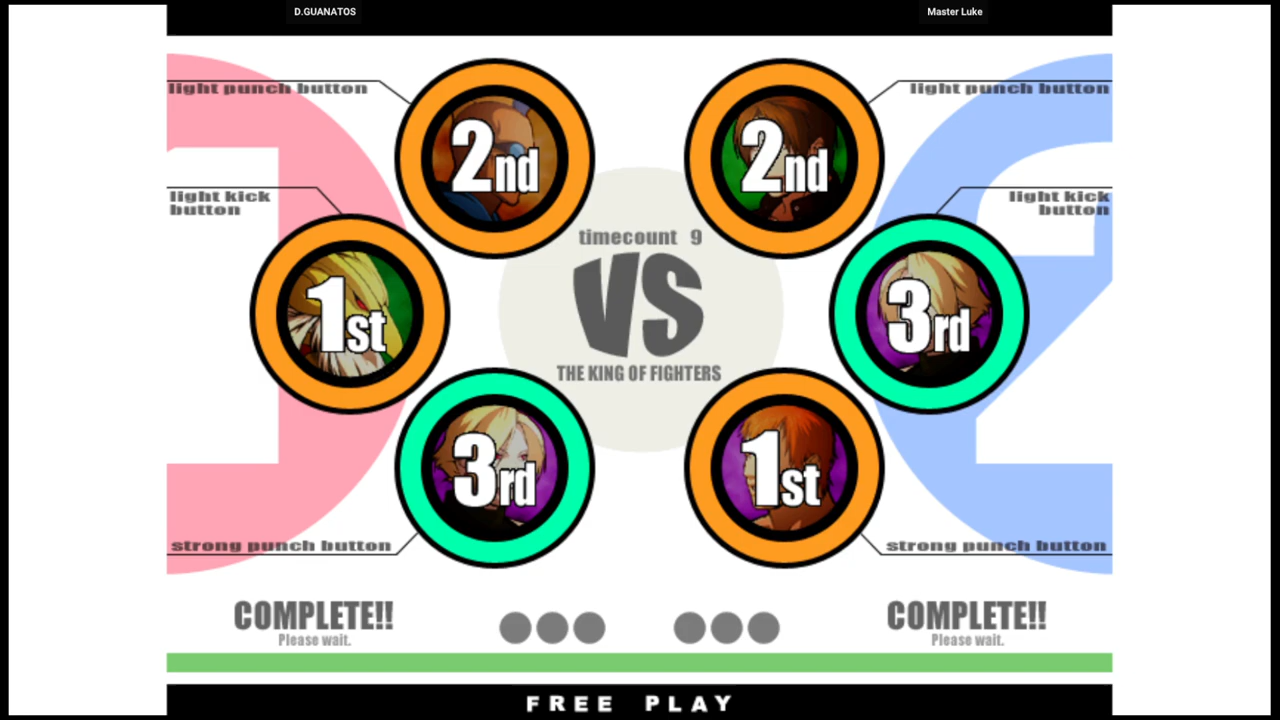 D.GUANATOS
Master Luke
light punch button
light punch button
2nd
2nd
light kick
button
light kick
button
timecount 9
VS
THE KING OF FIGHTERS
1st
3rd
3rd
1st
strong punch button
strong punch button
COMPLETE!!
Please wait.
COMPLETE!!
Please wait.
FREE PLAY
1
2